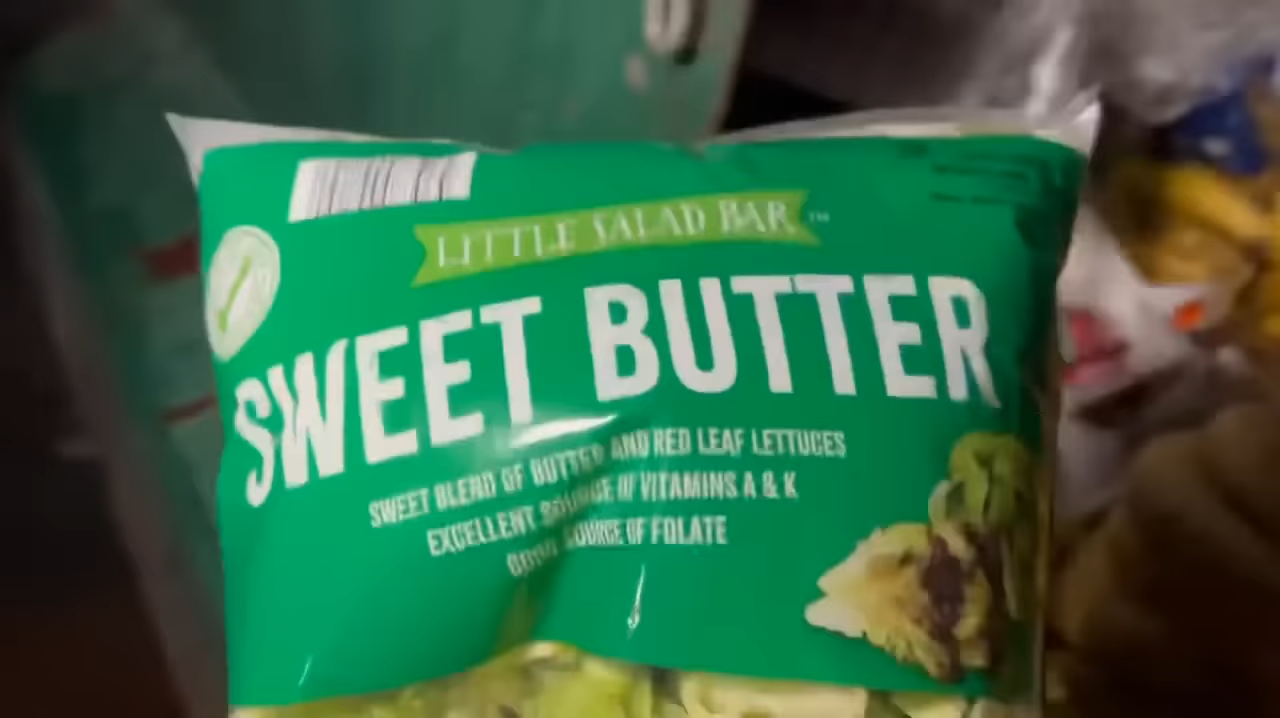 LITTLE SALAD BAR™
SWEET BUTTER
SWEET BLEND OF BUTTER AND RED LEAF LETTUCES
EXCELLENT SOURCE OF VITAMINS A & K
GOOD SOURCE OF FOLATE